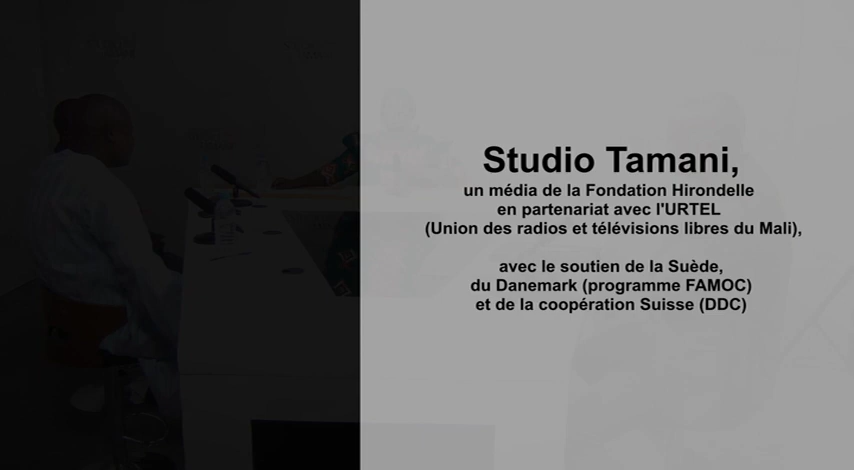 Studio Tamani,
un média de la Fondation Hirondelle
en partenariat avec l'URTEL
(Union des radios et télévisions libres du Mali),
avec le soutien de la Suède,
du Danemark (programme FAMOC)
et de la coopération Suisse (DDC)